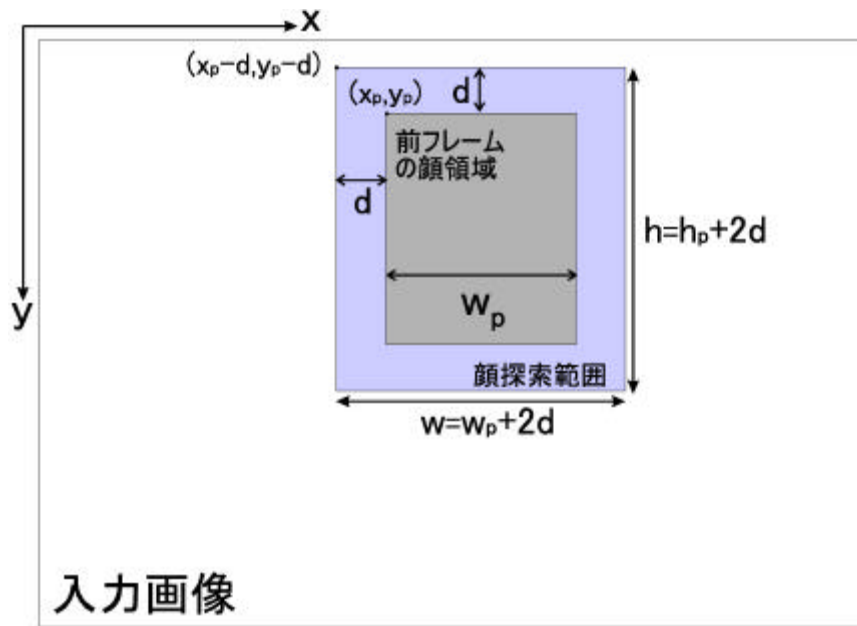 x
(xp-d,yp-d)
(xp,yp)
d
前フレーム
の顔領域
d
h=hp+2d
wp
y
顔探索範囲
w=wp+2d
入力画像